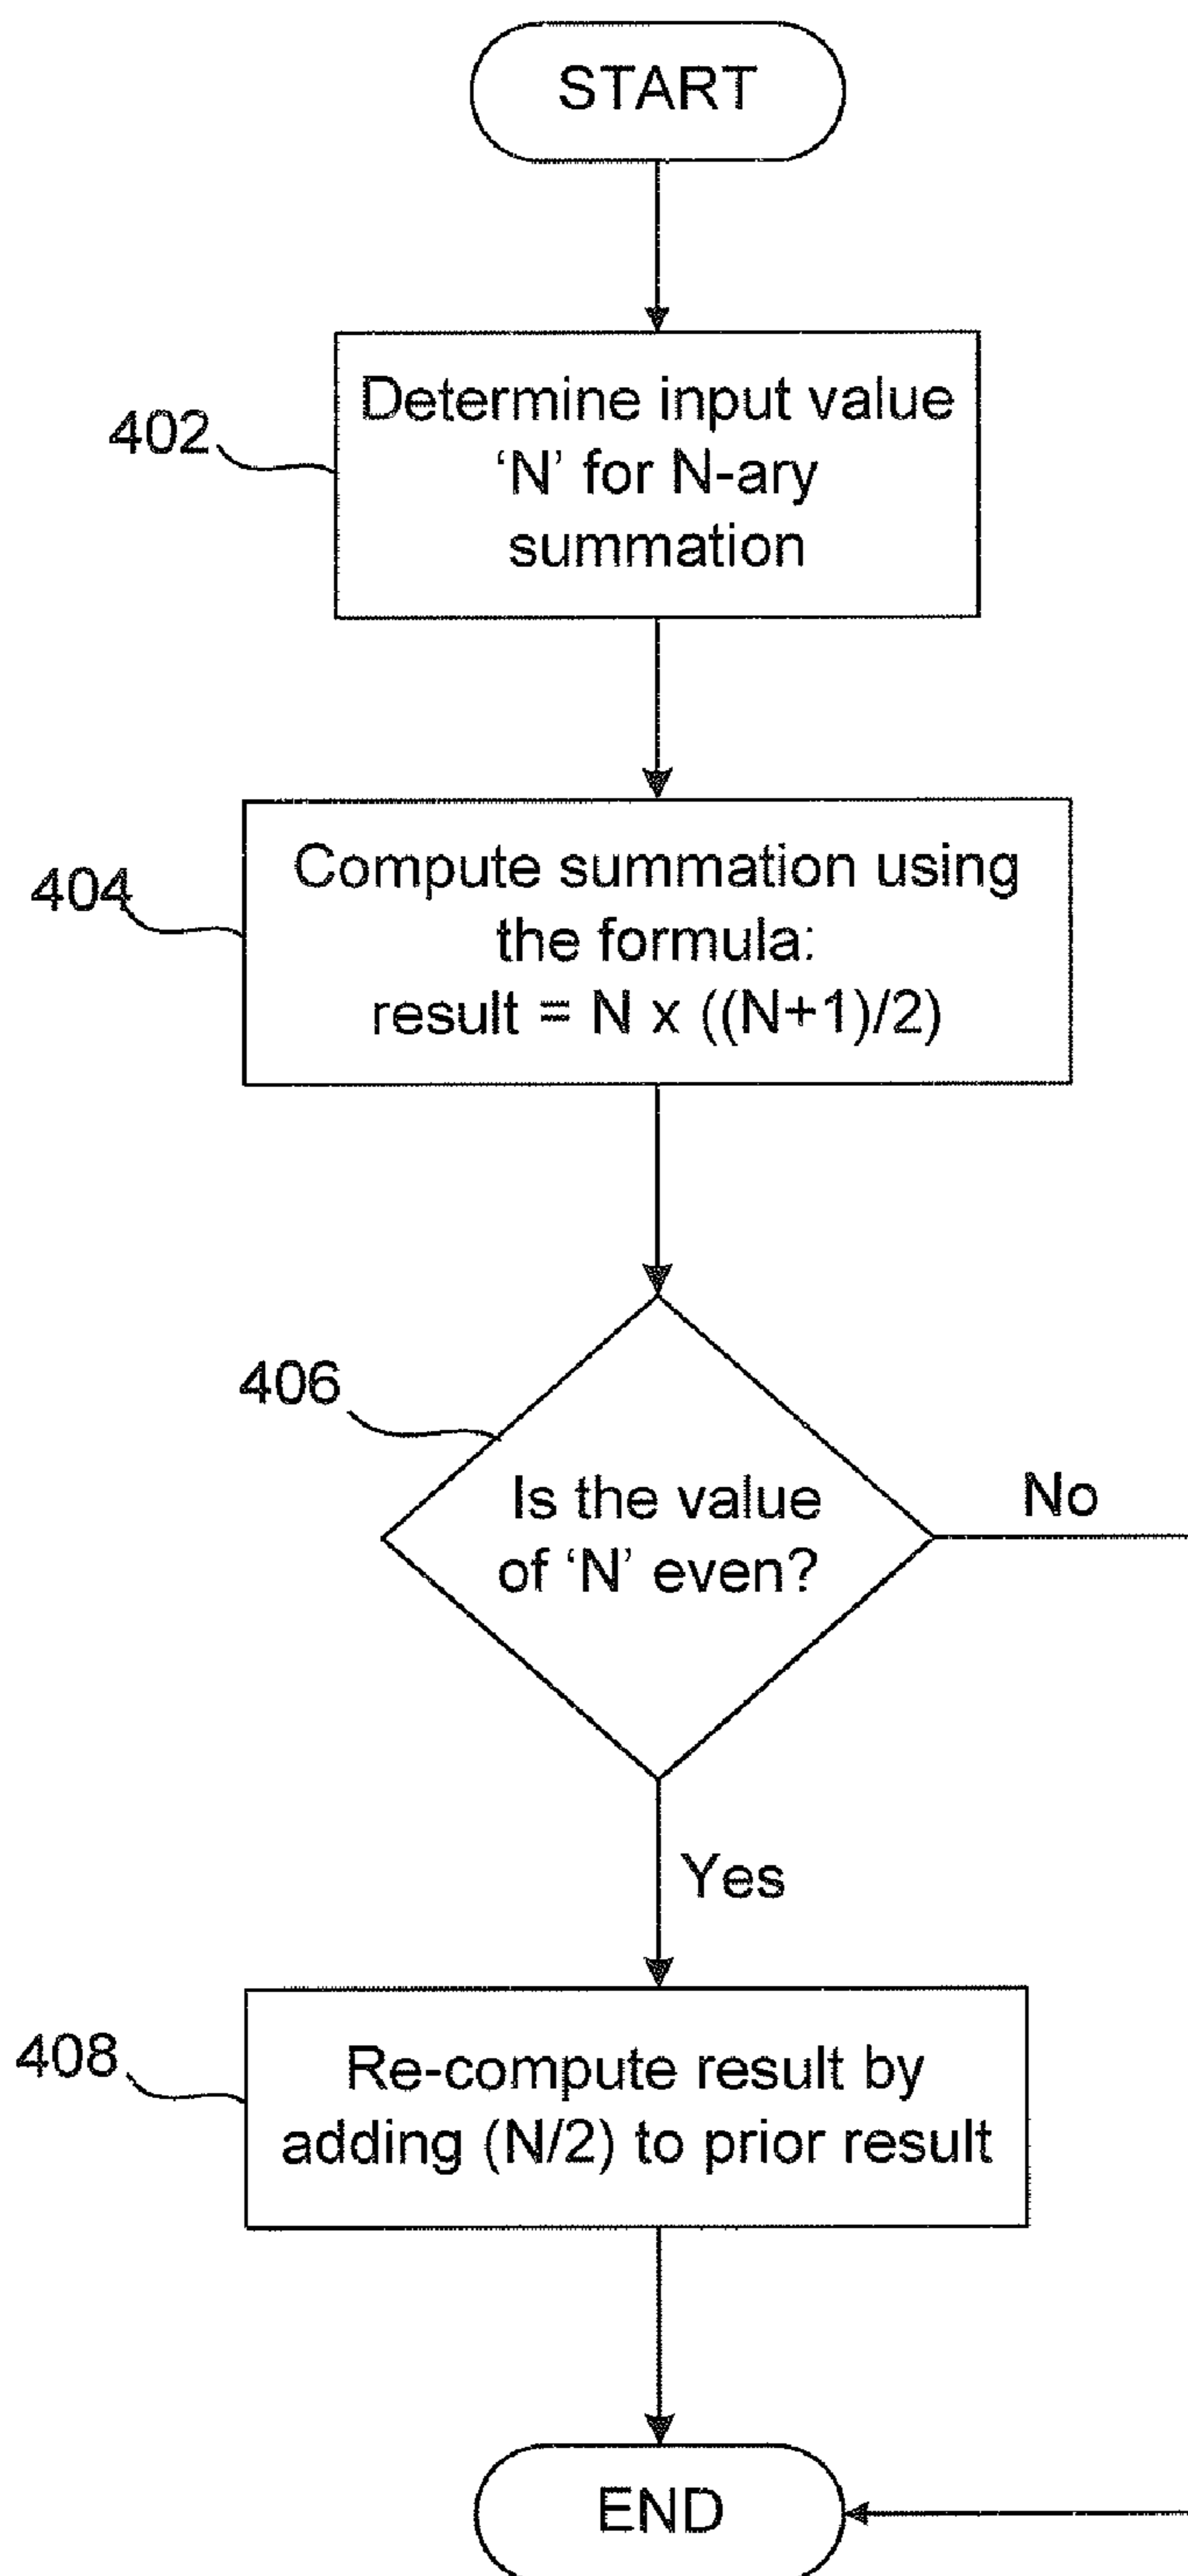 START
402
Determine input value
‘N’ for N-ary
summation
404
Compute summation using
the formula:
result = N x ((N+1)/2)
406
Is the value
of ‘N’ even?
No
Yes
408
Re-compute result by
adding (N/2) to prior result
END